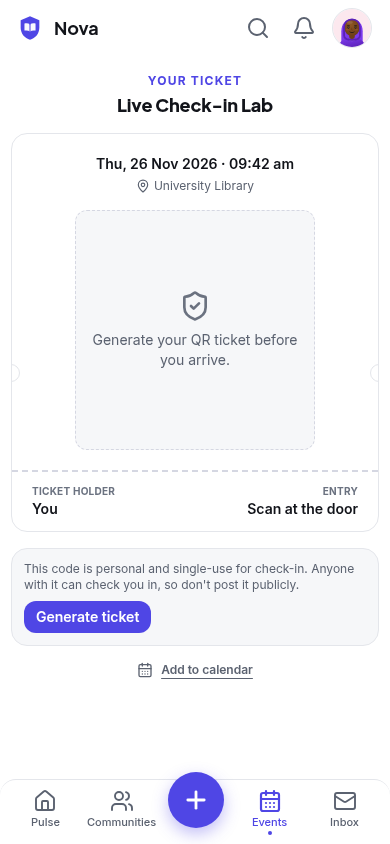 Nova
YOUR TICKET
Live Check-in Lab
Thu, 26 Nov 2026 · 09:42 am
University Library
Generate your QR ticket before
you arrive.
TICKET HOLDER
ENTRY
You
Scan at the door
This code is personal and single-use for check-in. Anyone
with it can check you in, so don't post it publicly.
Generate ticket
Add to calendar
Pulse
Communities
Events
Inbox